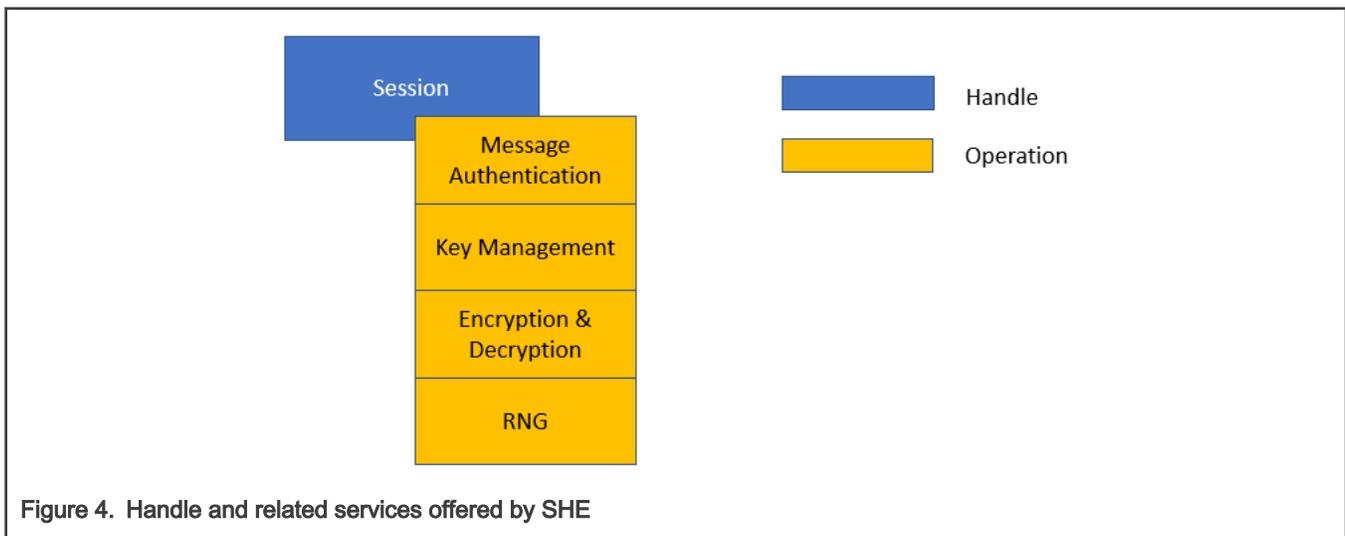 Session
Message
Authentication
Key Management
Encryption &
Decryption
RNG
Handle
Operation
Figure 4. Handle and related services offered by SHE